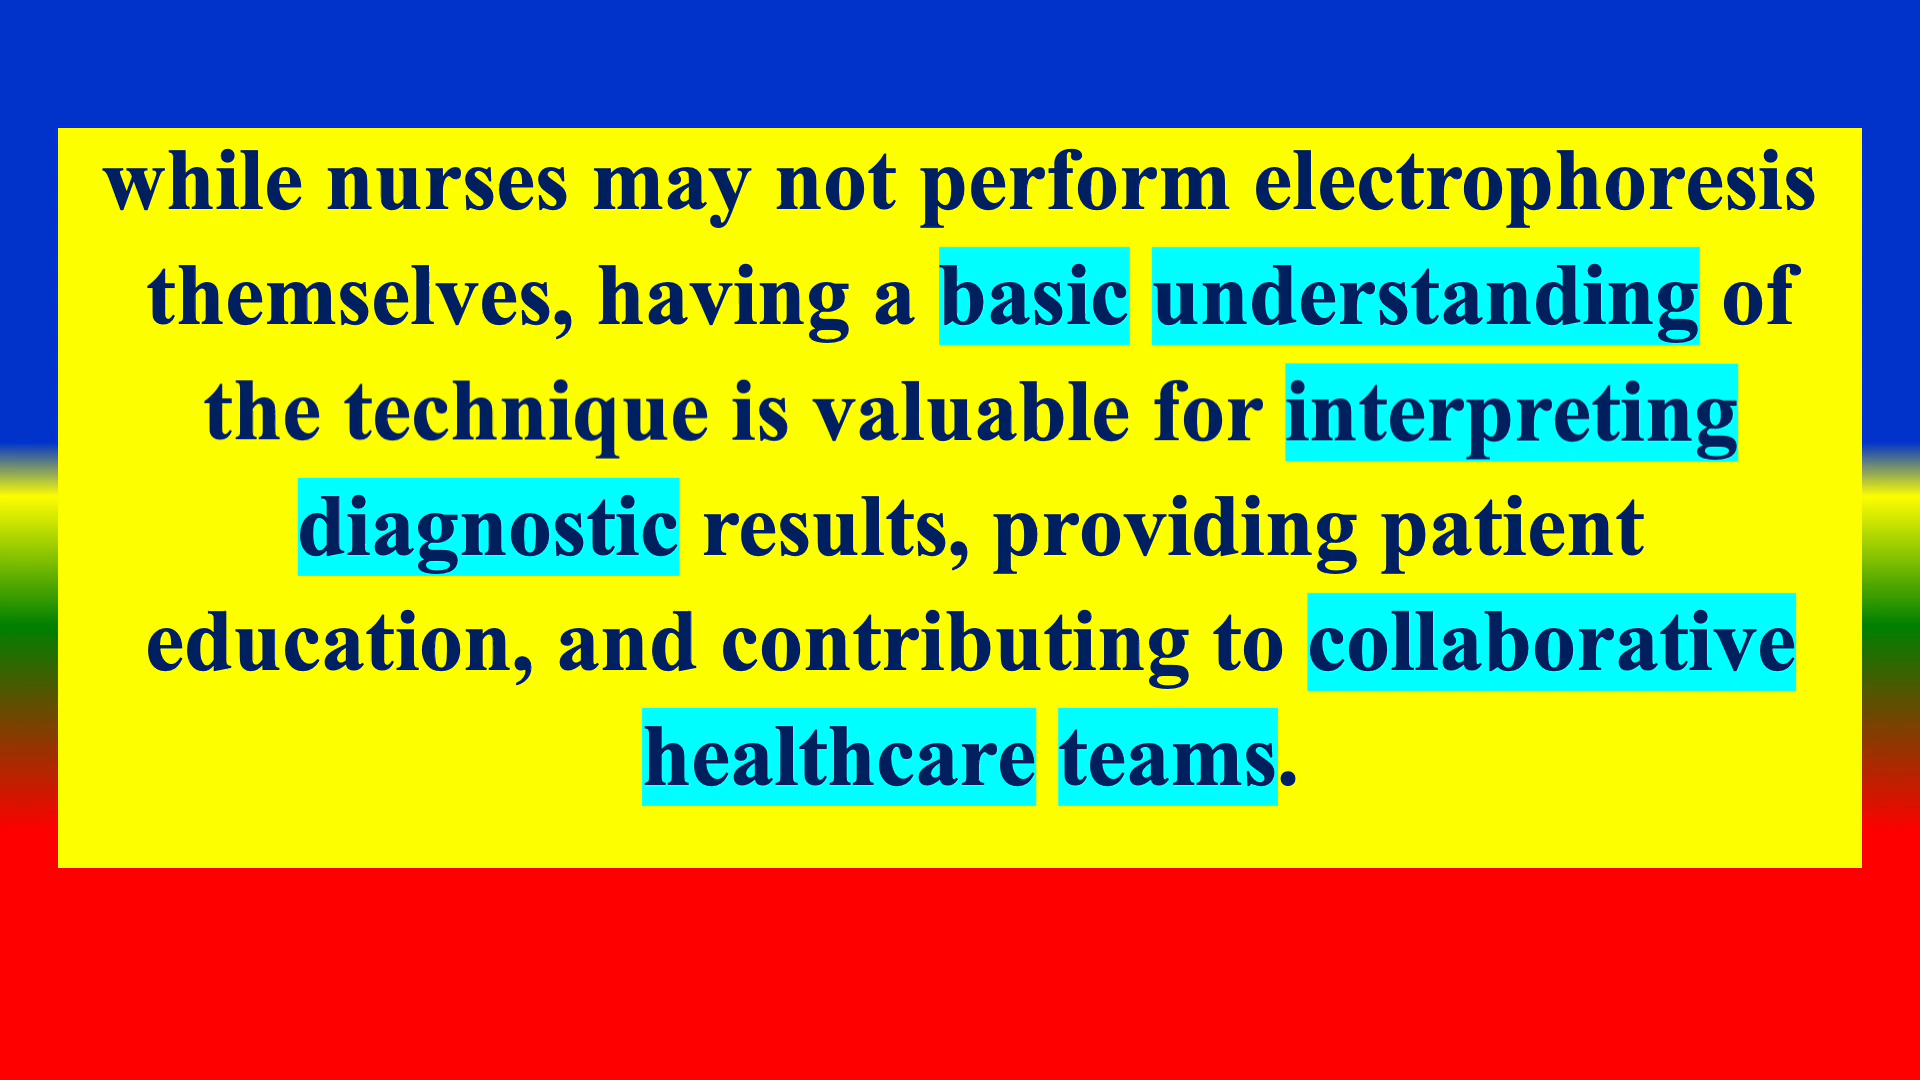 while nurses may not perform electrophoresis
themselves, having a basic understanding of
the technique is valuable for interpreting
diagnostic results, providing patient
education, and contributing to collaborative
healthcare teams.